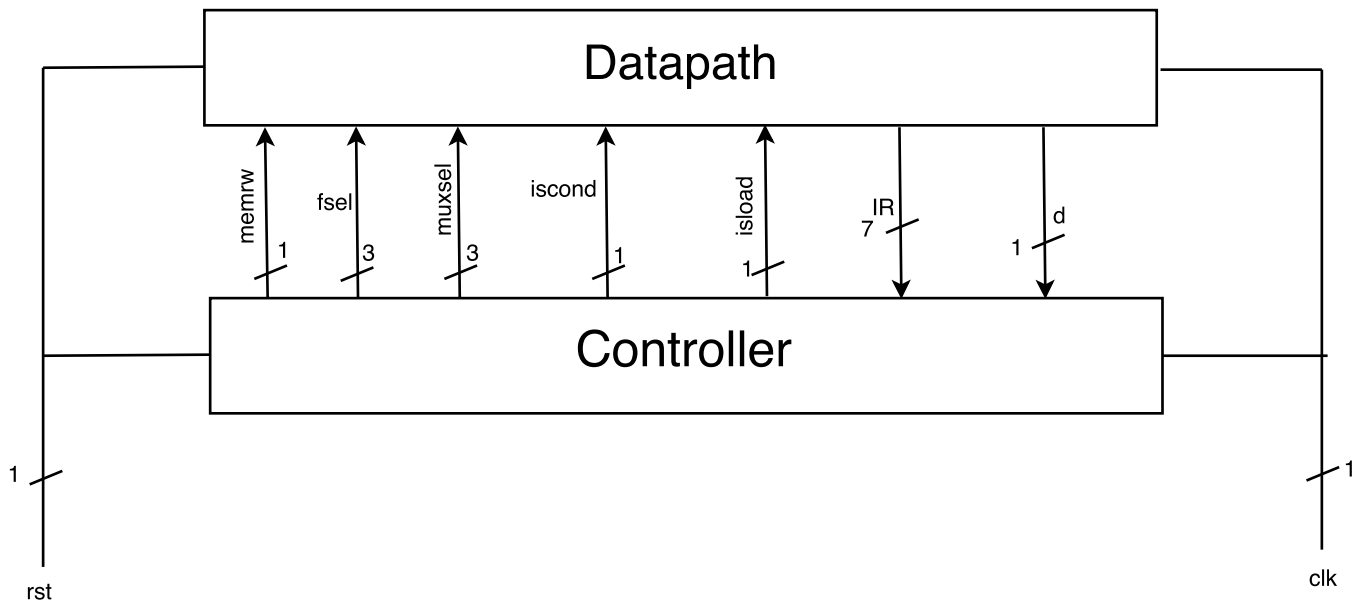 Datapath
memrw
1
fsel
3
muxsel
3
iscond
1
isload
1
IR
7
d
1
Controller
1
rst
1
clk